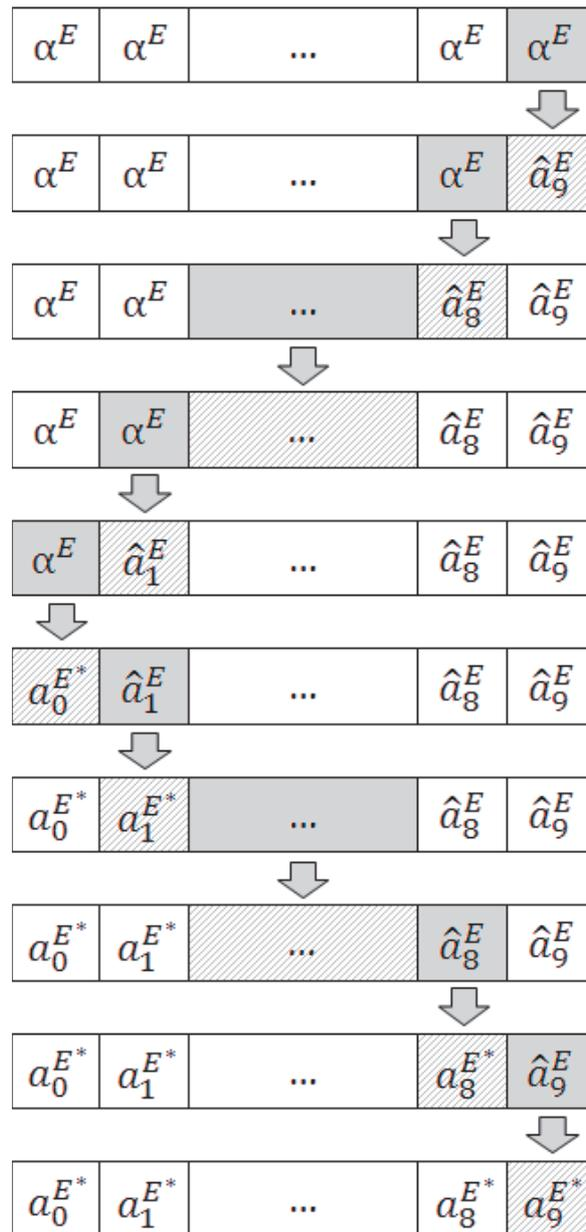 α^E α^E ... α^E α^E
α^E α^E ... α^E â_9^E
α^E α^E ... â_8^E â_9^E
α^E α^E ... â_8^E â_9^E
α^E â_1^E ... â_8^E â_9^E
a_0^{E*} â_1^E ... â_8^E â_9^E
a_0^{E*} a_1^{E*} ... â_8^E â_9^E
a_0^{E*} a_1^{E*} ... â_8^E â_9^E
a_0^{E*} a_1^{E*} ... a_8^{E*} â_9^E
a_0^{E*} a_1^{E*} ... a_8^{E*} a_9^{E*}